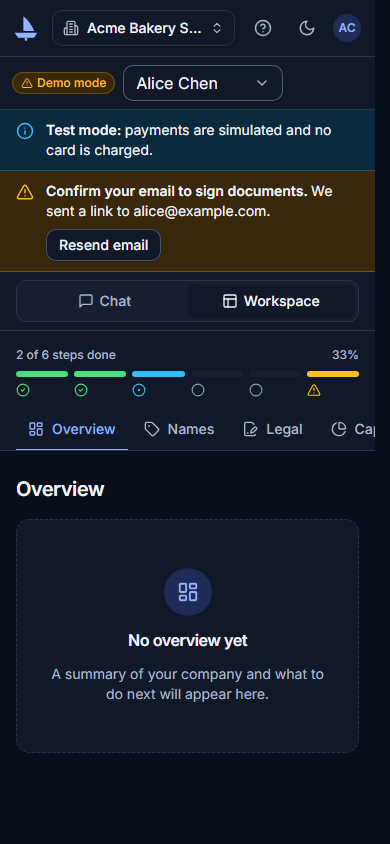 Acme Bakery S...
AC
Demo mode
Alice Chen
Test mode: payments are simulated and no
card is charged.
Confirm your email to sign documents. We
sent a link to alice@example.com.
Resend email
Chat
Workspace
2 of 6 steps done
33%
Overview
Names
Legal
Cap
Overview
No overview yet
A summary of your company and what to
do next will appear here.